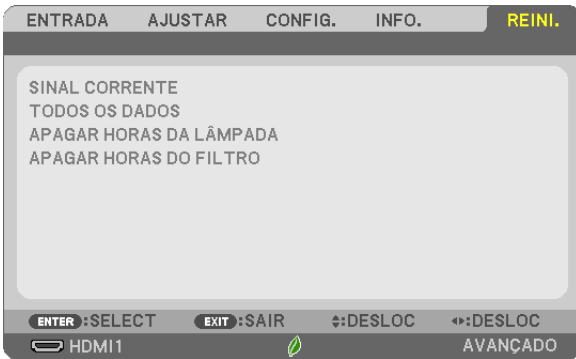 ENTRADA AJUSTAR CONFIG. INFO. REINI.
SINAL CORRENTE
TODOS OS DADOS
APAGAR HORAS DA LÂMPADA
APAGAR HORAS DO FILTRO
ENTER :SELECT EXIT :SAIR :DESLOC :DESLOC
HDMI1 AVANÇADO